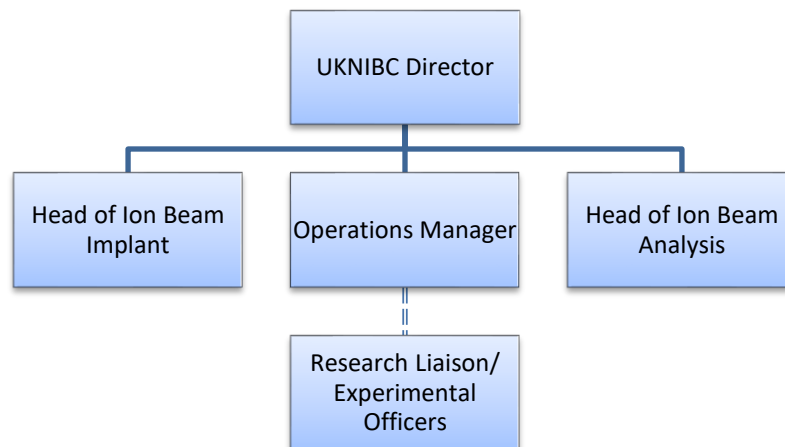 UKNIBC Director
Head of Ion Beam
Implant
Operations Manager
Head of Ion Beam
Analysis
Research Liaison/
Experimental
Officers